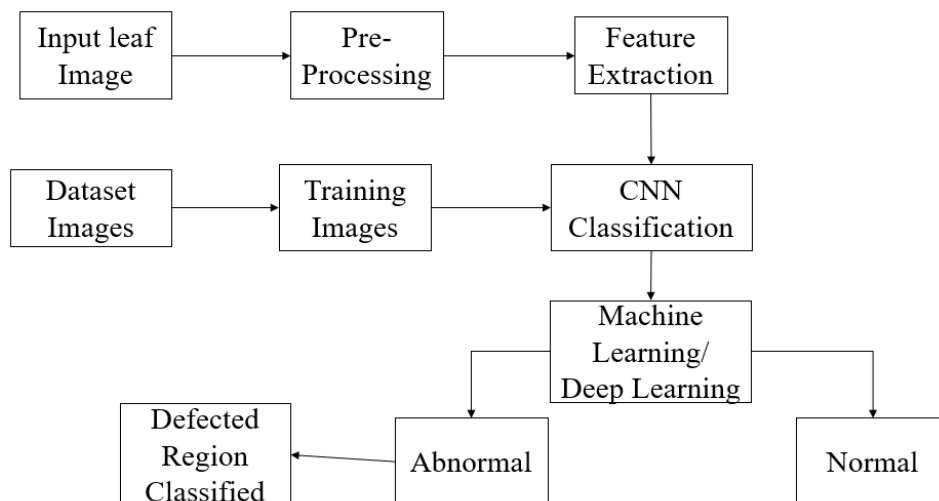 Input leaf
Image
Pre-
Processing
Feature
Extraction
Dataset
Images
Training
Images
CNN
Classification
Machine
Learning/
Deep Learning
Defected
Region
Classified
Abnormal
Normal